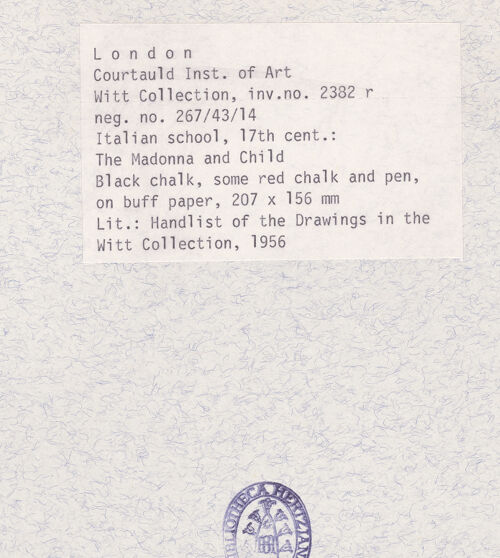 L o n d o n
Courtauld Inst. of Art
Witt Collection, inv.no. 2382 r
neg. no. 267/43/14
Italian school, 17th cent.:
The Madonna and Child
Black chalk, some red chalk and pen,
on buff paper, 207 x 156 mm
Lit.: Handlist of the Drawings in the
Witt Collection, 1956
BIBLIOTHECA HERTZIANA